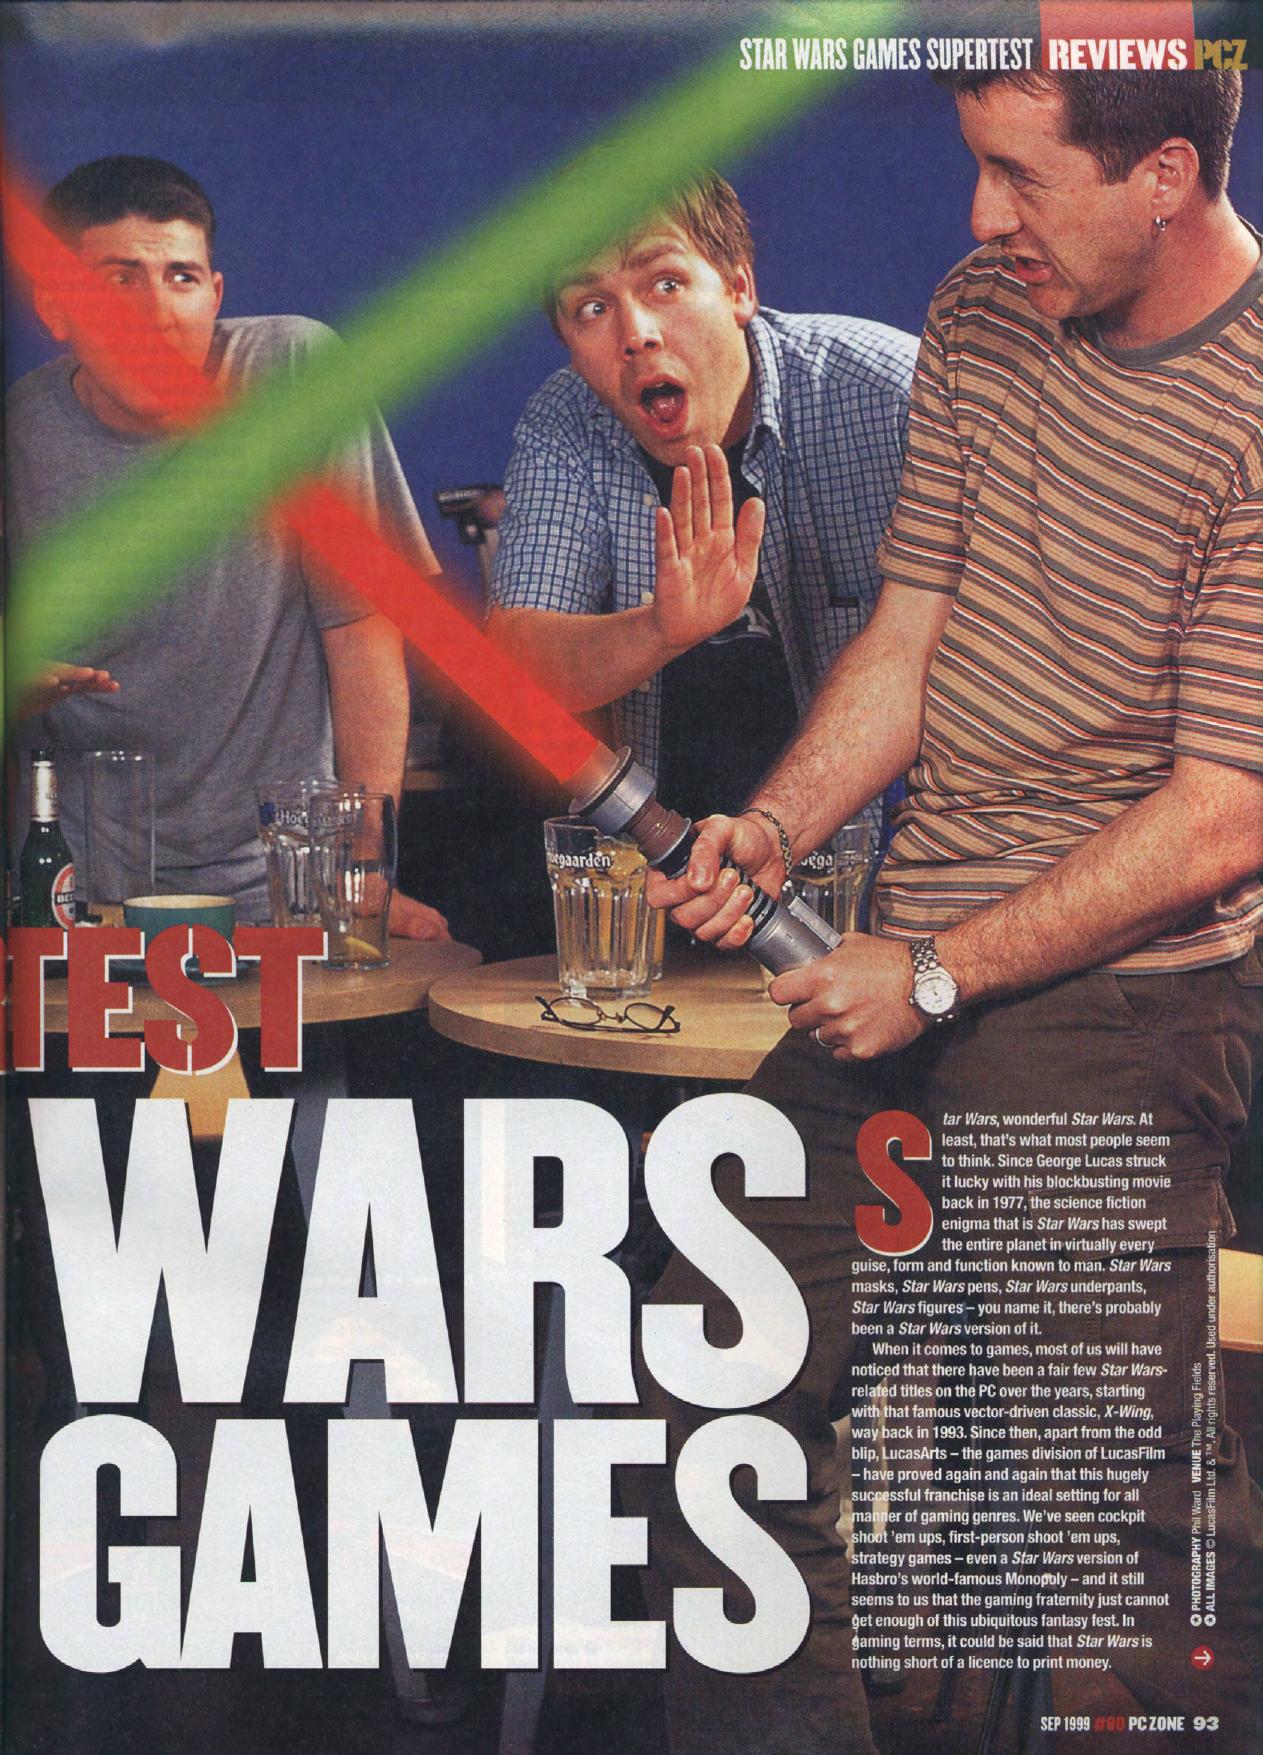 STAR WARS GAMES SUPERTEST REVIEWS PCZ
Hoegaarden
oegaarden
ega
TEST
WARS
GAMES
Star Wars, wonderful Star Wars. At
least, that's what most people seem
to think. Since George Lucas struck
it lucky with his blockbusting movie
back in 1977, the science fiction
enigma that is Star Wars has swept
the entire planet in virtually every
guise, form and function known to man. Star Wars
masks, Star Wars pens, Star Wars underpants,
Star Wars figures – you name it, there's probably
been a Star Wars version of it.
When it comes to games, most of us will have
noticed that there have been a fair few Star Wars-
related titles on the PC over the years, starting
with that famous vector-driven classic, X-Wing,
way back in 1993. Since then, apart from the odd
blip, LucasArts – the games division of LucasFilm
– have proved again and again that this hugely
successful franchise is an ideal setting for all
manner of gaming genres. We've seen cockpit
shoot 'em ups, first-person shoot 'em ups,
strategy games – even a Star Wars version of
Hasbro's world-famous Monopoly – and it still
seems to us that the gaming fraternity just cannot
get enough of this ubiquitous fantasy fest. In
gaming terms, it could be said that Star Wars is
nothing short of a licence to print money.
PHOTOGRAPHY Phil Ward VENUE The Playing Fields
ALL IMAGES © LucasFilm Ltd. & ™. All rights reserved. Used under authorisation
SEP 1999 #80 PC ZONE 93